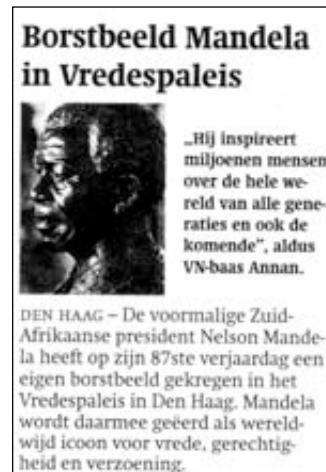 Borstbeeld Mandela
in Vredespaleis
„Hij inspireert
miljoenen mensen
over de hele we-
reld van alle gene-
raties en ook de
komende”, aldus
VN-baas Annan.
DEN HAAG – De voormalige Zuid-
Afrikaanse president Nelson Mande-
la heeft op zijn 87ste verjaardag een
eigen borstbeeld gekregen in het
Vredespaleis in Den Haag. Mandela
wordt daarmee geëerd als wereld-
wijd icoon voor vrede, gerechtig-
heid en verzoening.